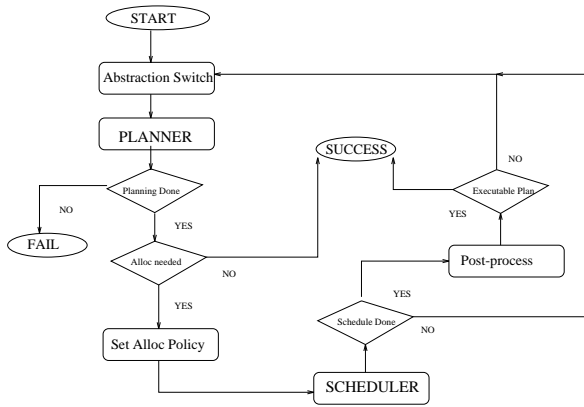 START
Abstraction Switch
PLANNER
SUCCESS
NO
Planning Done
Executable Plan
NO
YES
YES
FAIL
Alloc needed
NO
Post-process
YES
YES
Set Alloc Policy
Schedule Done
NO
SCHEDULER